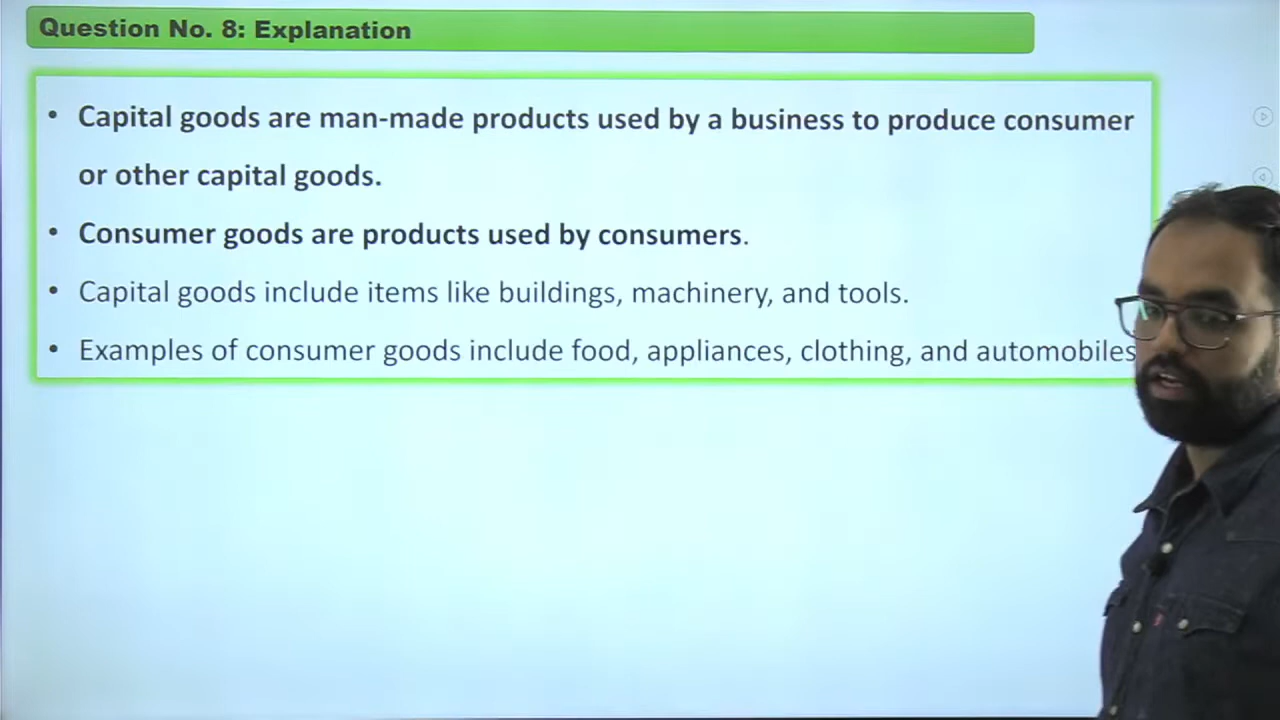 Question No. 8: Explanation
• Capital goods are man-made products used by a business to produce consumer
or other capital goods.
• Consumer goods are products used by consumers.
• Capital goods include items like buildings, machinery, and tools.
• Examples of consumer goods include food, appliances, clothing, and automobiles